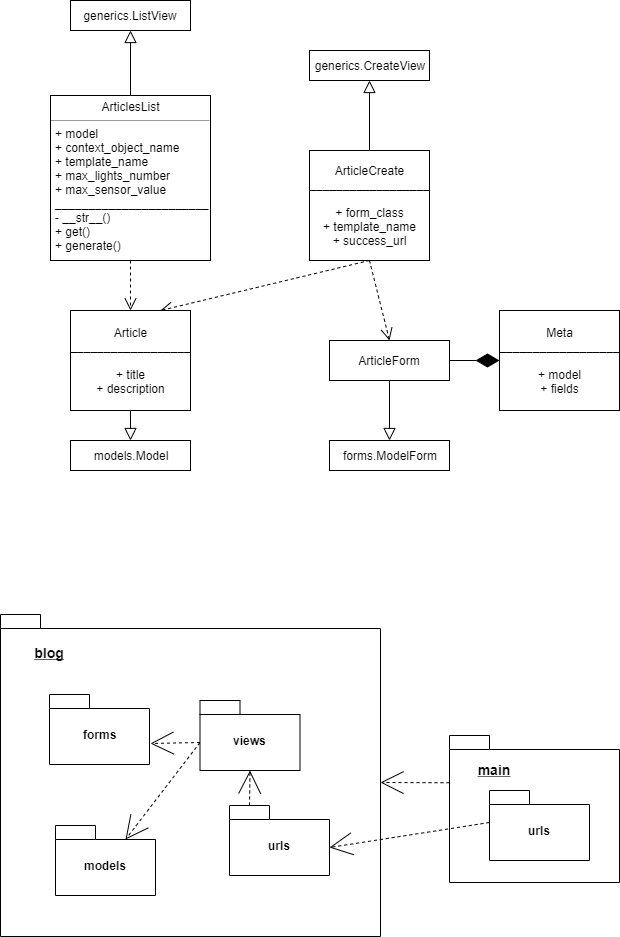 generics.ListView
generics.CreateView
ArticlesList
+ model
+ context_object_name
+ template_name
+ max_lights_number
+ max_sensor_value
- __str__()
+ get()
+ generate()
ArticleCreate
+ form_class
+ template_name
+ success_url
Article
+ title
+ description
ArticleForm
Meta
+ model
+ fields
models.Model
forms.ModelForm
blog
forms
views
models
urls
main
urls